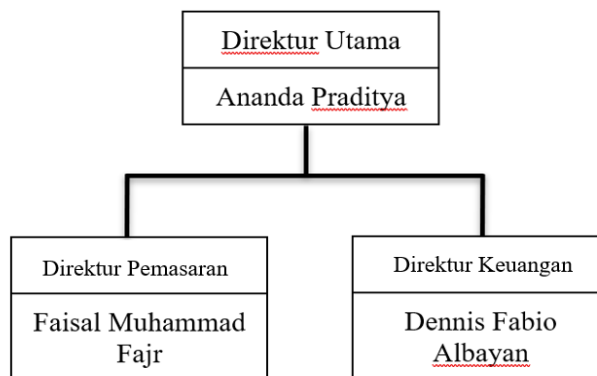 Direktur Utama
Ananda Praditya
Direktur Pemasaran
Faisal Muhammad
Fajr
Direktur Keuangan
Dennis Fabio
Albayan